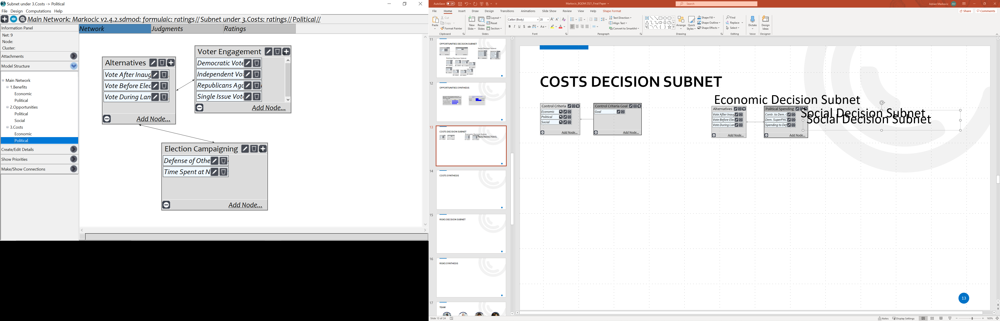 Subnet under 3.Costs -> Political
File Design Computations Help
Main Network: Markocic v2.4.2.sdmod: formulaic: ratings//Subnet under 3.Costs: ratings//Political//
Information Panel
Net: 9
Node:
Cluster:
Attachments
Model Structure
Main Network
1.Benefits
Economic
Political
2.Opportunities
Political
Social
3.Costs
Economic
Political
Create/Edit Details
Show Priorities
Make/Show Connections
Network Judgments Ratings
Alternatives
Vote After Inaug
Vote Before Elec
Vote During Lan
Add Node...
Voter Engagement
Democratic Vote
Independent Vot
Republicans Aga
Single Issue Vote
Add Node...
Election Campaigning
Defense of Othe
Time Spent at N
Add Node...
AutoSave Off
Markocic_BQOM 2521_Final Paper
Search
Adrian Markocic AM
File Home Insert Draw Design Transitions Animations Slide Show Review View Help Shape Format
Share Comments
Paste
Cut
Copy
Format Painter
Clipboard
New Slide
Reuse Slides
Layout
Reset
Section
Slides
Calibri (Body) 28
Font
Text Direction
Align Text
Convert to SmartArt
Paragraph
Arrange
Quick Styles
Shape Fill
Shape Outline
Shape Effects
Drawing
Find
Replace
Select
Editing
Dictate
Voice
Design Ideas
Designer
11
OPPORTUNITIES DECISION SUBNET
Social Decision Subnet
Political Decision Subnet
12
OPPORTUNITIES SYNTHESIS
13
COSTS DECISION SUBNET
Economic Decision Subnet
14
COSTS SYNTHESIS
15
RISKS DECISION SUBNET
16
RISKS SYNTHESIS
17
TEAM
COSTS DECISION SUBNET
Economic Decision Subnet
Social Decision Subnet
Social Decision Subnet
Control Criteria
Economic
Political
Social
Add Node...
Control Criteria Goal
Goal
Add Node...
Alternatives
Vote After Inaug
Vote Before Elec
Vote During Lan
Add Node...
Political Spending
Contr. to Dem. C
Dem. SuperPAC
Spending to Def
Add Node...
13
Slide 13 of 24
Notes Display Settings 165%